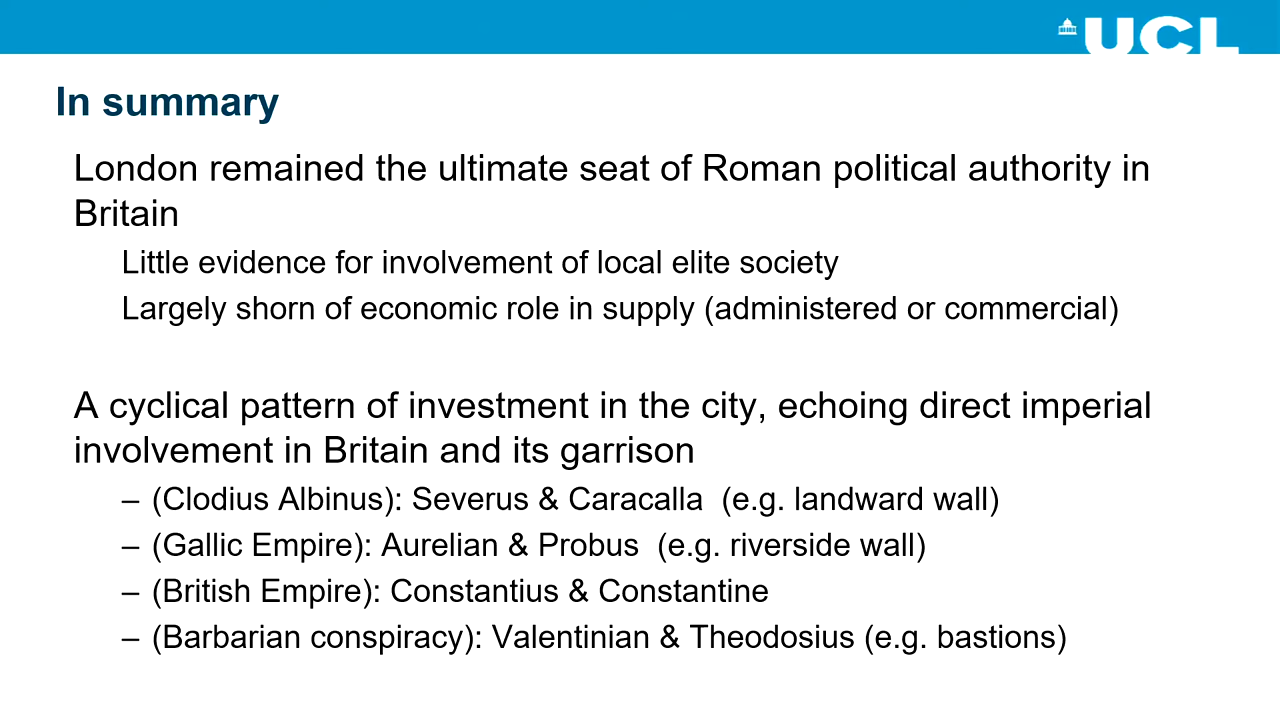 UCL
In summary
London remained the ultimate seat of Roman political authority in
Britain
Little evidence for involvement of local elite society
Largely shorn of economic role in supply (administered or commercial)
A cyclical pattern of investment in the city, echoing direct imperial
involvement in Britain and its garrison
– (Clodius Albinus): Severus & Caracalla (e.g. landward wall)
– (Gallic Empire): Aurelian & Probus (e.g. riverside wall)
– (British Empire): Constantius & Constantine
– (Barbarian conspiracy): Valentinian & Theodosius (e.g. bastions)